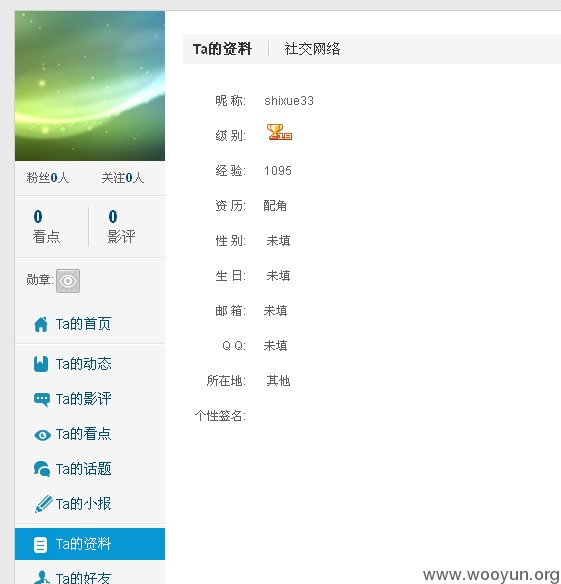 Ta的资料 社交网络
昵 称: shixue33
级 别:
经 验: 1095
资 历: 配角
性 别: 未填
生 日: 未填
邮 箱: 未填
Q Q: 未填
所在地: 其他
个性签名:
粉丝0人 关注0人
0 0
看点 影评
勋章:
Ta的首页
Ta的动态
Ta的影评
Ta的看点
Ta的话题
Ta的小报
Ta的资料
Ta的好友
www.wooyun.org